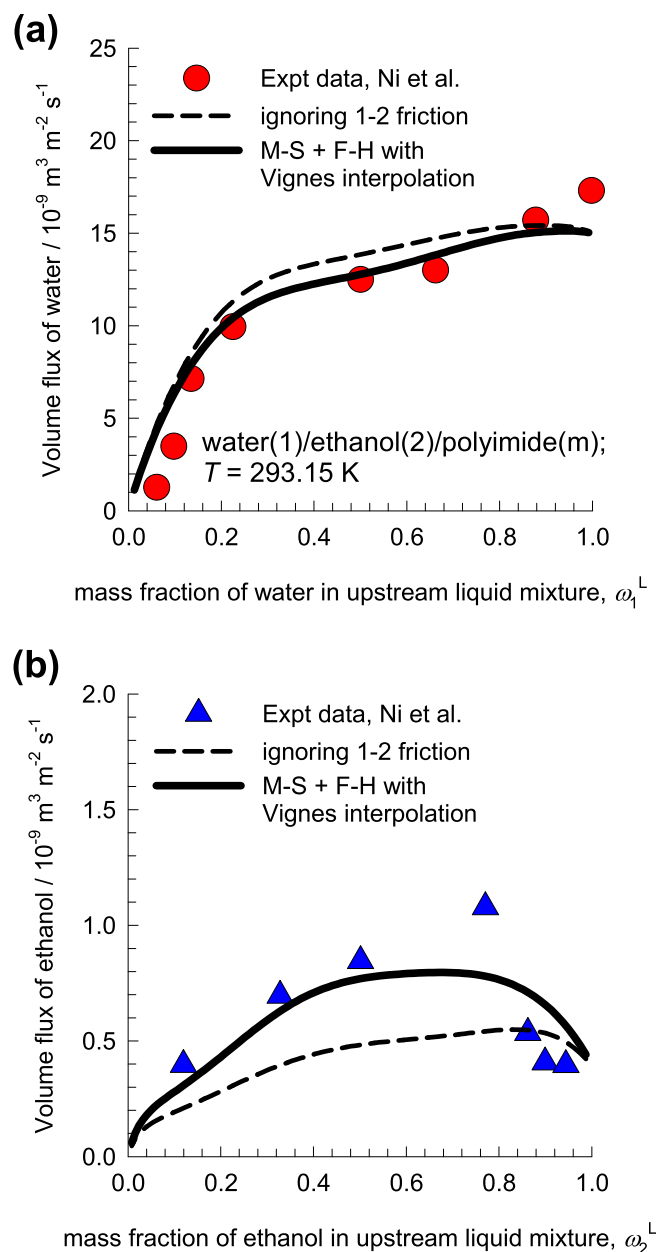 (a)
25
20
15
10
5
0
Volume flux of water / 10⁻⁹ m³ m⁻² s⁻¹
Expt data, Ni et al.
ignoring 1-2 friction
M-S + F-H with
Vignes interpolation
water(1)/ethanol(2)/polyimide(m);
T = 293.15 K
0.0 0.2 0.4 0.6 0.8 1.0
mass fraction of water in upstream liquid mixture, ω₁ᴸ
(b)
2.0
1.5
1.0
0.5
0.0
Volume flux of ethanol / 10⁻⁹ m³ m⁻² s⁻¹
Expt data, Ni et al.
ignoring 1-2 friction
M-S + F-H with
Vignes interpolation
0.0 0.2 0.4 0.6 0.8 1.0
mass fraction of ethanol in upstream liquid mixture, ω₂ᴸ